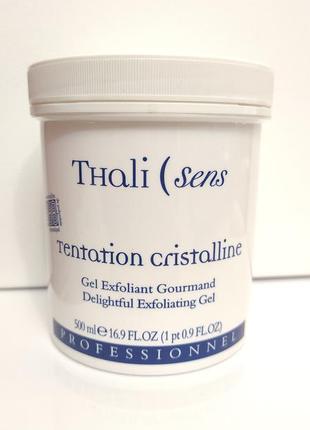 Thali ( sens
Tentation cristalline
Gel Exfoliant Gourmand
Delightful Exfoliating Gel
500 ml e 16.9 FL.OZ (1 pt 0.9 FL.OZ)
PROFESSIONNEL